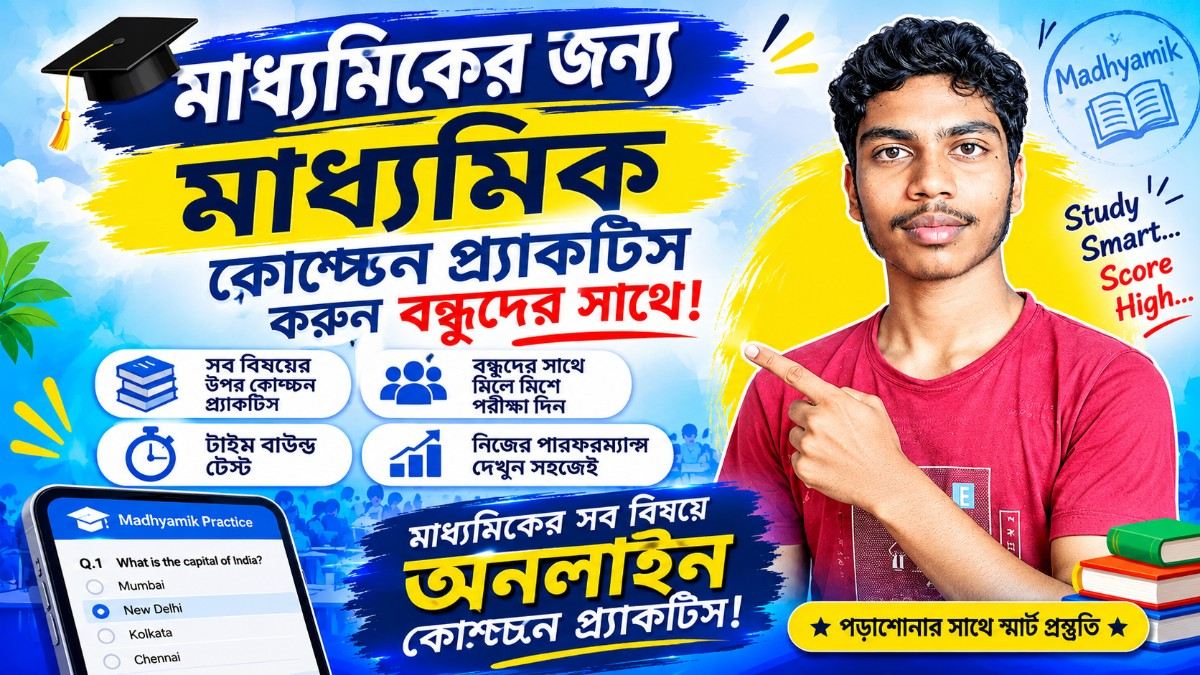 মাধ্যমিকের জন্য
মাধ্যমিক
কোশ্চেন প্র্যাকটিস
করুন বন্ধুদের সাথে!
সব বিষয়ের
উপর কোশ্চন
প্র্যাকটিস
বন্ধুদের সাথে
মিলে মিশে
পরীক্ষা দিন
টাইম বাউন্ড
টেস্ট
নিজের পারফরম্যান্স
দেখুন সহজেই
Madhyamik Practice
Q.1 What is the capital of India?
Mumbai
New Delhi
Kolkata
Chennai
মাধ্যমিকের সব বিষয়ে
অনলাইন
কোশ্চেন প্র্যাকটিস!
Madhyamik
Study
Smart...
Score
High...
E
★ পড়াশোনার সাথে স্মার্ট প্রস্তুতি ★